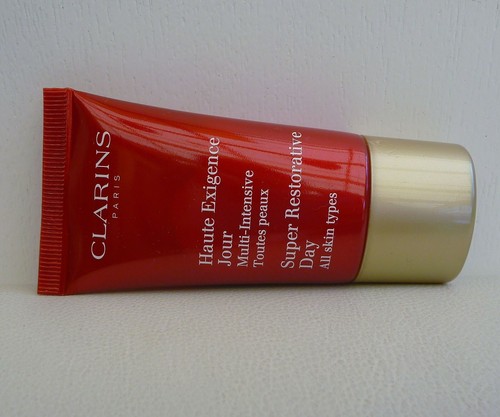 CLARINS
PARIS
Haute Exigence
Jour
Multi-Intensive
Toutes peaux
Super Restorative
Day
All skin types